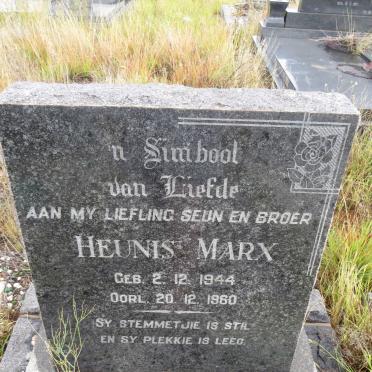 'n Simbool
van Liefde
AAN MY LIEFLING SEUN EN BROER
HEUNIS MARX
GEB. 2. 12. 1944
OORL. 20. 12. 1960
SY STEMMETJIE IS STIL
EN SY PLEKKIE IS LEEG.